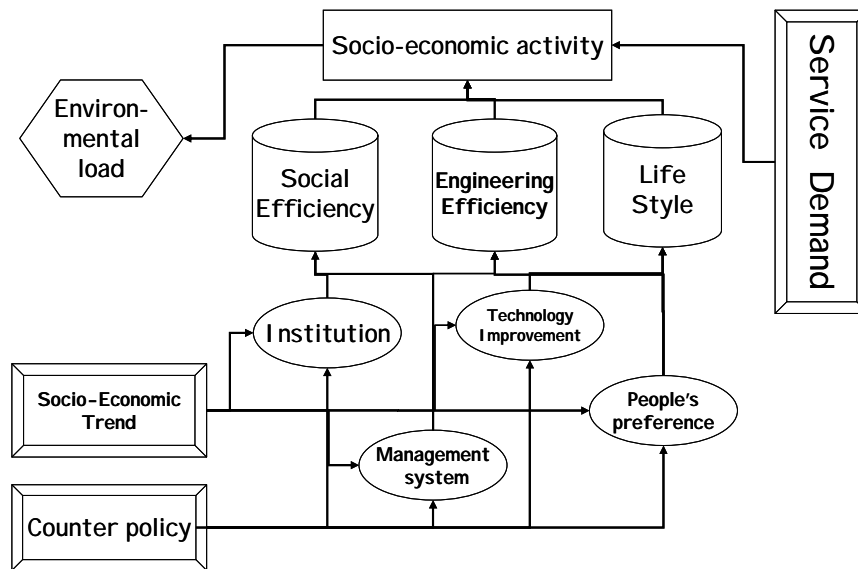 Socio-economic activity
Service Demand
Environ-
mental
load
Social
Efficiency
Engineering
Efficiency
Life
Style
Institution
Technology
Improvement
Socio-Economic
Trend
People's
preference
Management
system
Counter policy